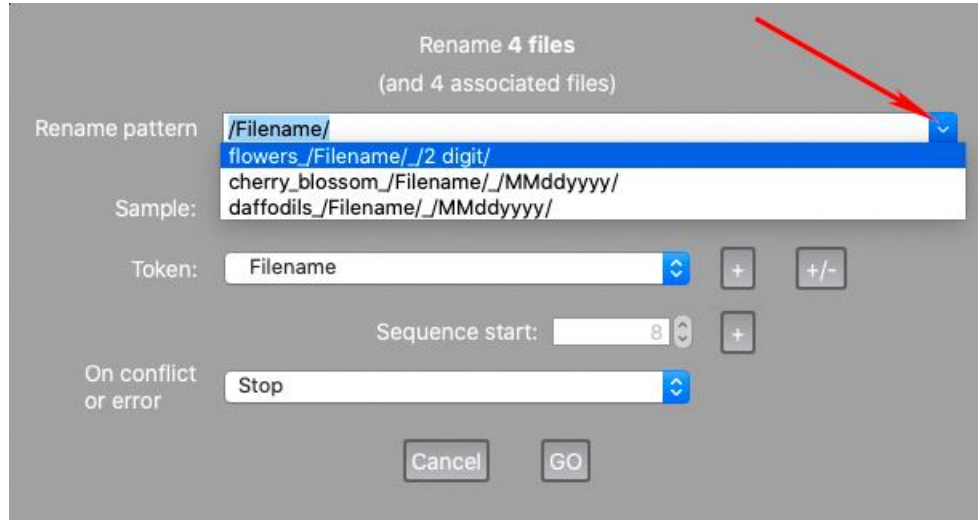 Rename 4 files
(and 4 associated files)
Rename pattern /Filename/
flowers_/Filename/_/2 digit/
cherry_blossom_/Filename/_/MMddyyyy/
daffodils_/Filename/_/MMddyyyy/
Sample:
Token: Filename + +/-
Sequence start: 8 +
On conflict
or error
Stop
Cancel GO